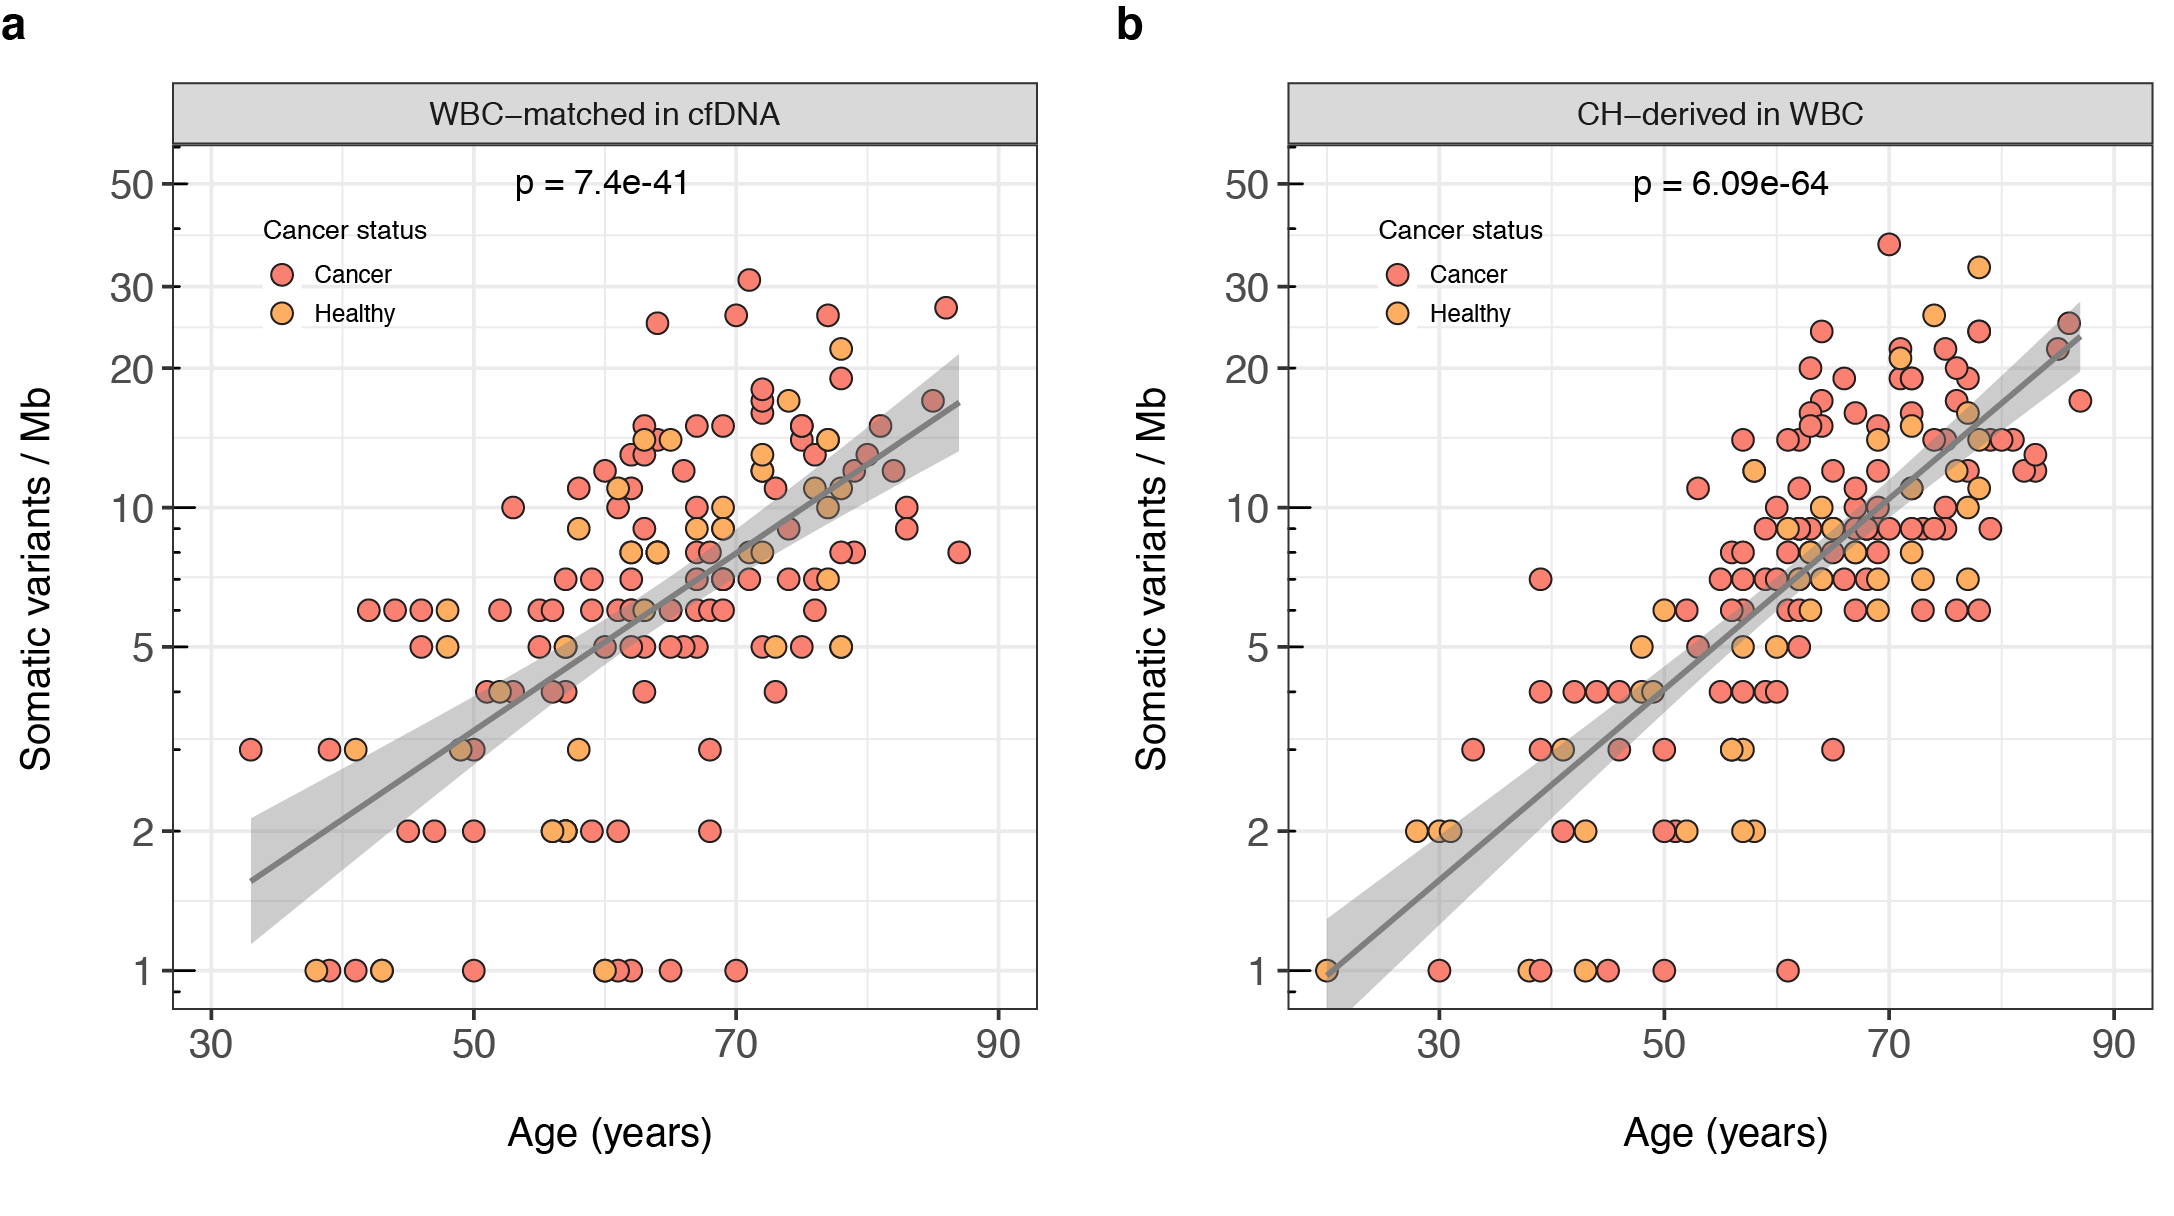 a
WBC−matched in cfDNA
p = 7.4e-41
Cancer status
Cancer
Healthy
50
30
20
10
5
2
1
Somatic variants / Mb
30 50 70 90
Age (years)
b
CH−derived in WBC
p = 6.09e-64
Cancer status
Cancer
Healthy
50
30
20
10
5
2
1
Somatic variants / Mb
30 50 70 90
Age (years)